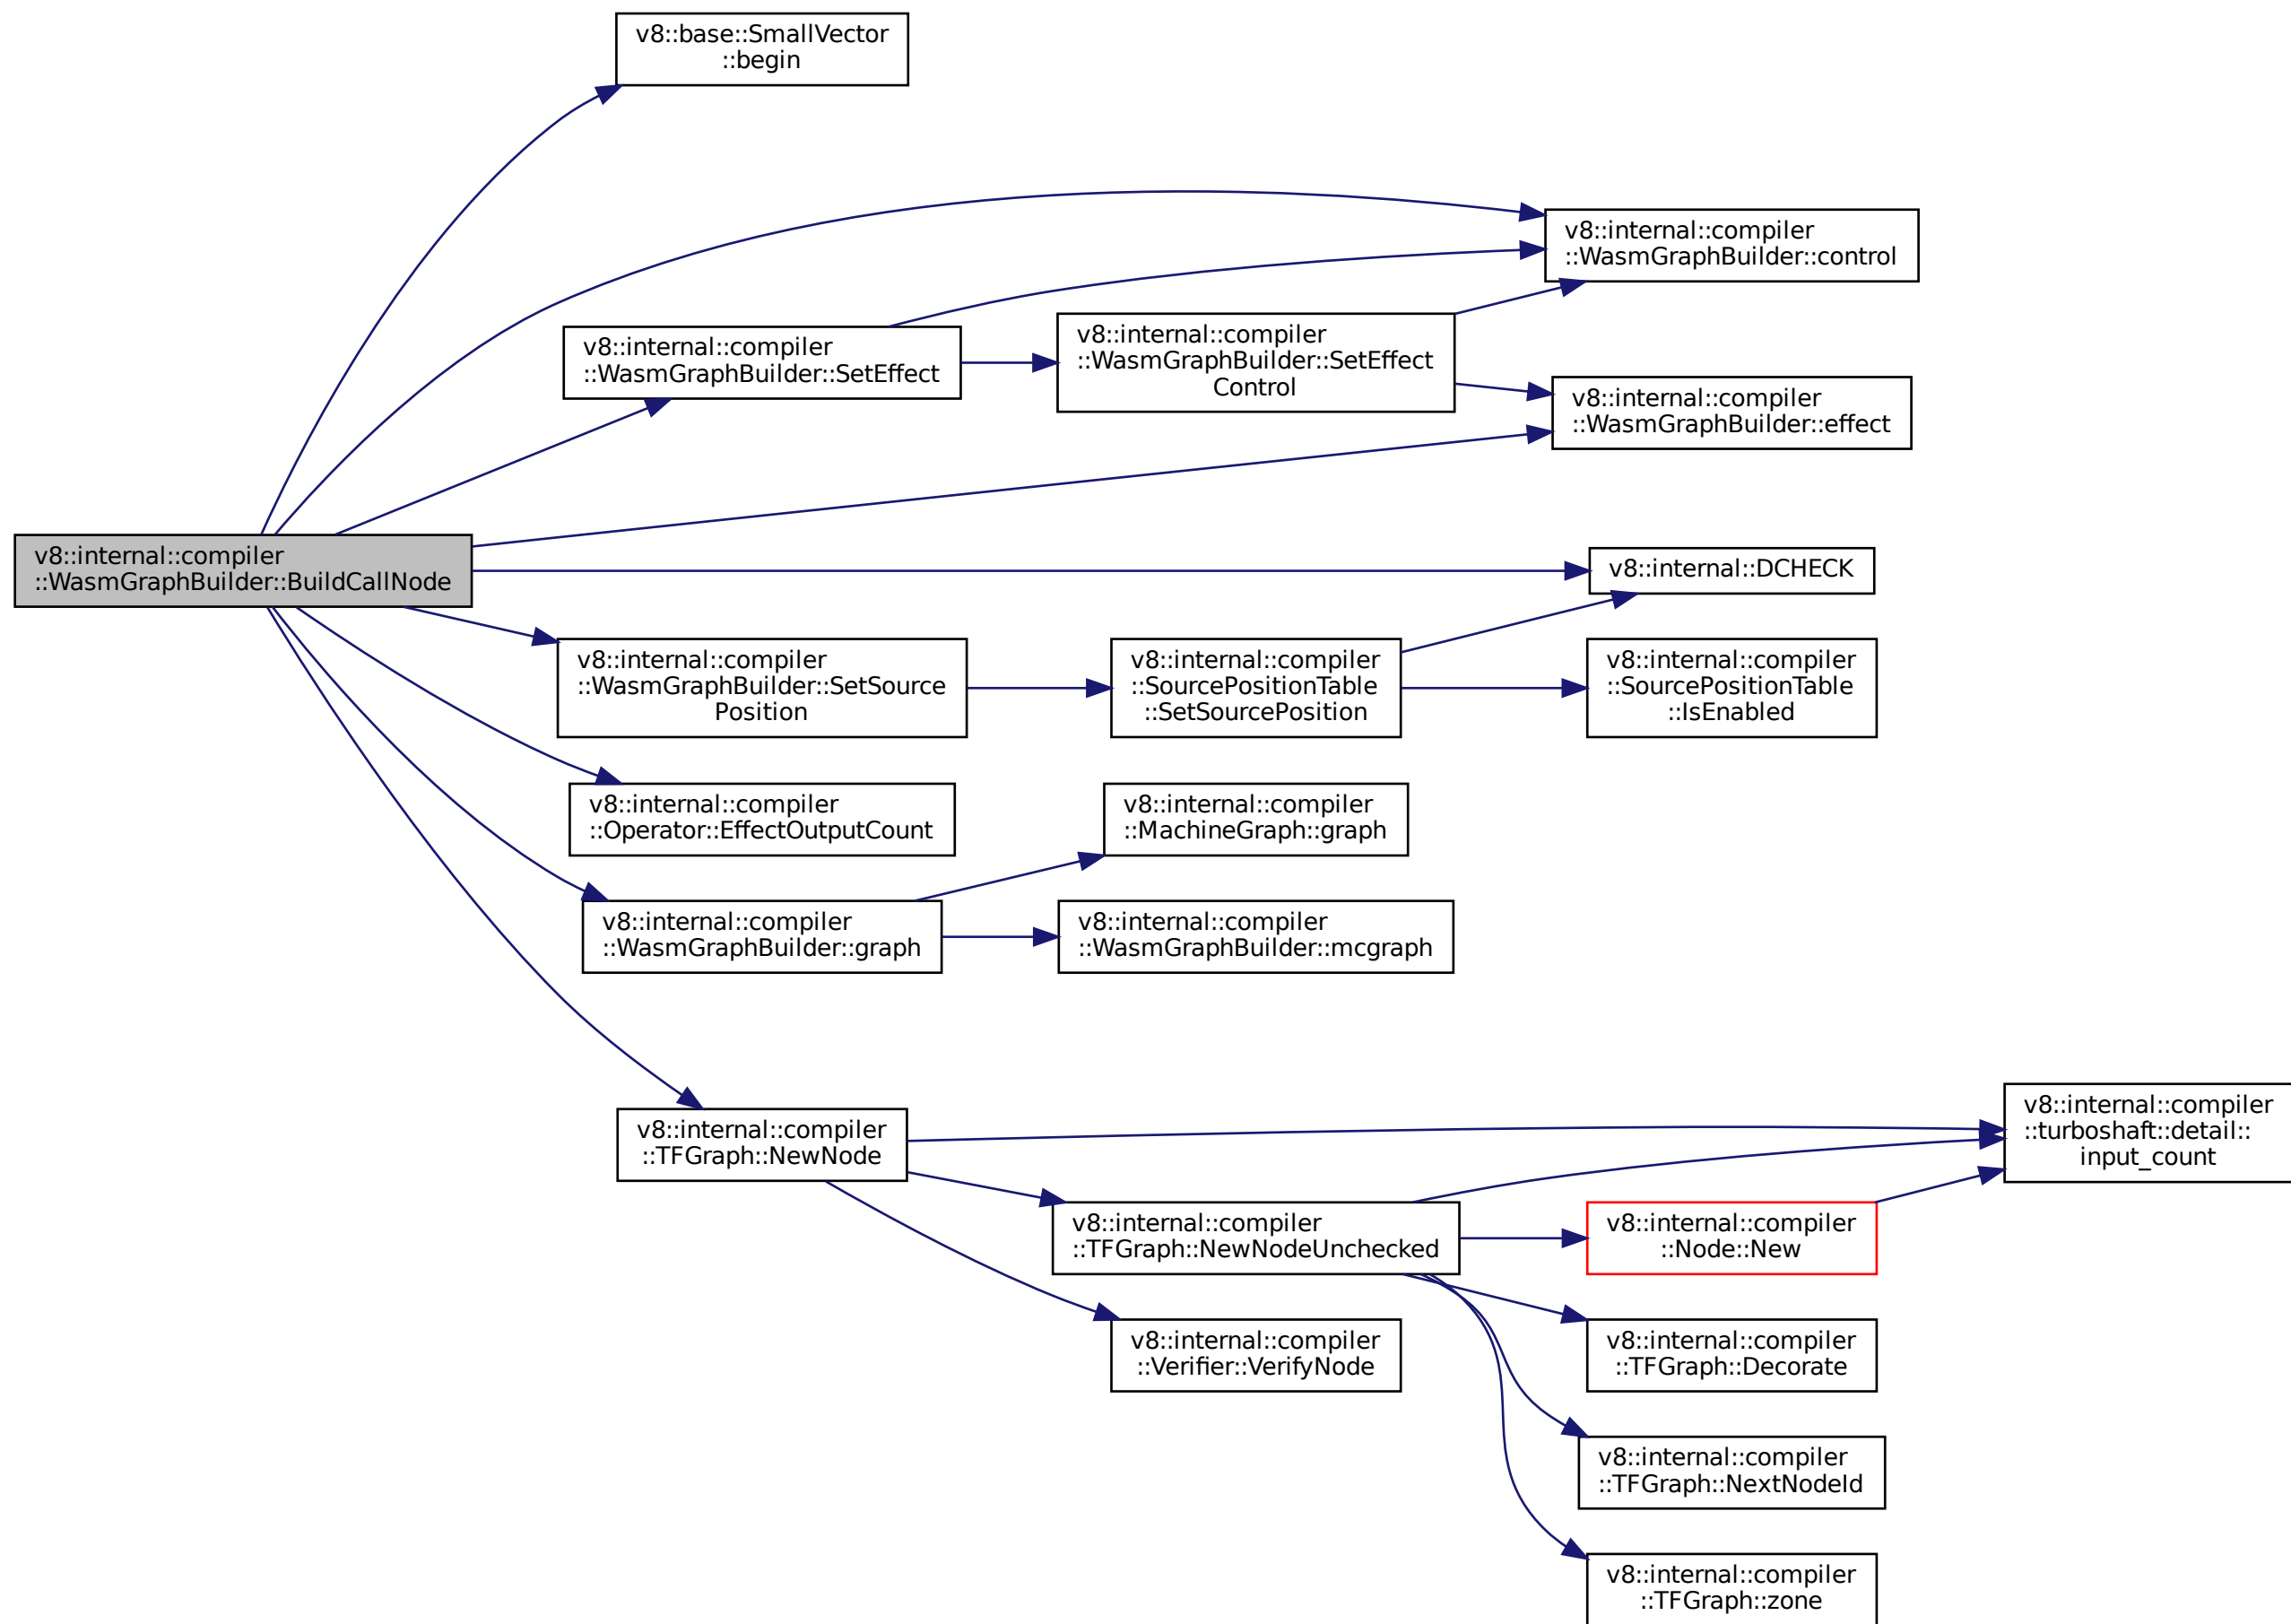 v8::base::SmallVector
::begin
v8::internal::compiler
::WasmGraphBuilder::control
v8::internal::compiler
::WasmGraphBuilder::SetEffect
v8::internal::compiler
::WasmGraphBuilder::SetEffect
Control
v8::internal::compiler
::WasmGraphBuilder::effect
v8::internal::compiler
::WasmGraphBuilder::BuildCallNode
v8::internal::DCHECK
v8::internal::compiler
::WasmGraphBuilder::SetSource
Position
v8::internal::compiler
::SourcePositionTable
::SetSourcePosition
v8::internal::compiler
::SourcePositionTable
::IsEnabled
v8::internal::compiler
::Operator::EffectOutputCount
v8::internal::compiler
::MachineGraph::graph
v8::internal::compiler
::WasmGraphBuilder::graph
v8::internal::compiler
::WasmGraphBuilder::mcgraph
v8::internal::compiler
::TFGraph::NewNode
v8::internal::compiler
::turboshaft::detail::
input_count
v8::internal::compiler
::TFGraph::NewNodeUnchecked
v8::internal::compiler
::Node::New
v8::internal::compiler
::Verifier::VerifyNode
v8::internal::compiler
::TFGraph::Decorate
v8::internal::compiler
::TFGraph::NextNodeId
v8::internal::compiler
::TFGraph::zone